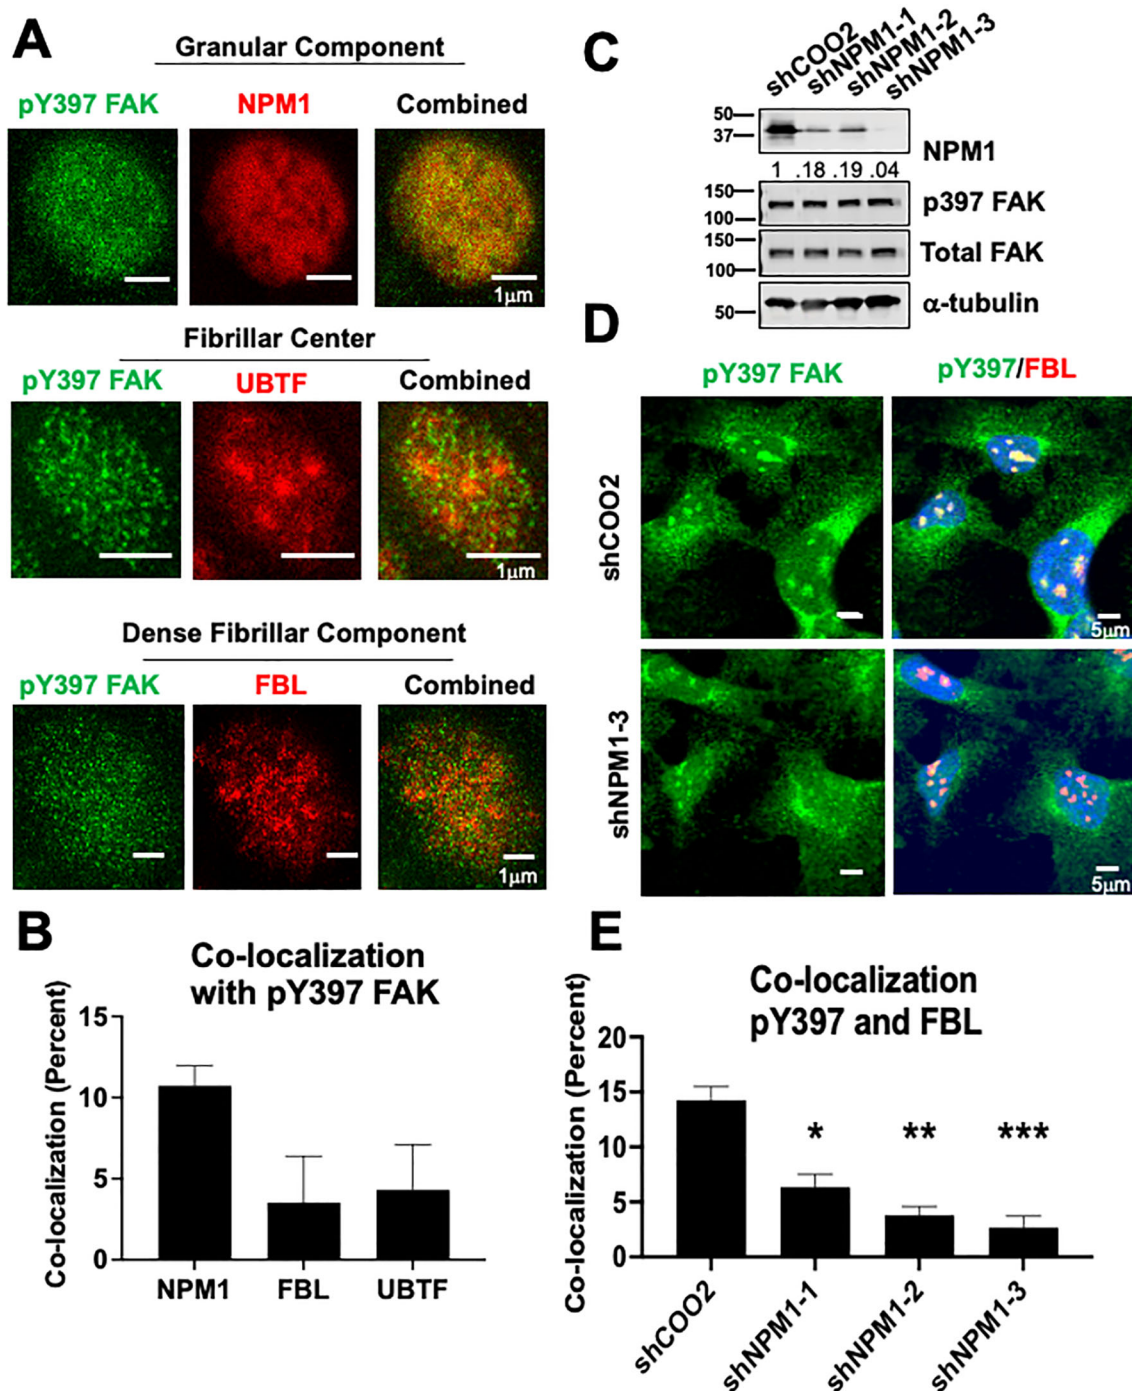 A
Granular Component
pY397 FAK NPM1 Combined
1μm
Fibrillar Center
pY397 FAK UBTF Combined
1μm
Dense Fibrillar Component
pY397 FAK FBL Combined
1μm
B
Co-localization
with pY397 FAK
Co-localization (Percent)
15
10
5
0
NPM1 FBL UBTF
C
shCOO2 shNPM1-1 shNPM1-2 shNPM1-3
50
37
NPM1
1 .18 .19 .04
150
100
p397 FAK
150
100
Total FAK
50
α-tubulin
D
pY397 FAK pY397/FBL
shCOO2
5μm
shNPM1-3
5μm
E
Co-localization
pY397 and FBL
Co-localization (Percent)
20
15
10
5
0
* ** ***
shCOO2 shNPM1-1 shNPM1-2 shNPM1-3